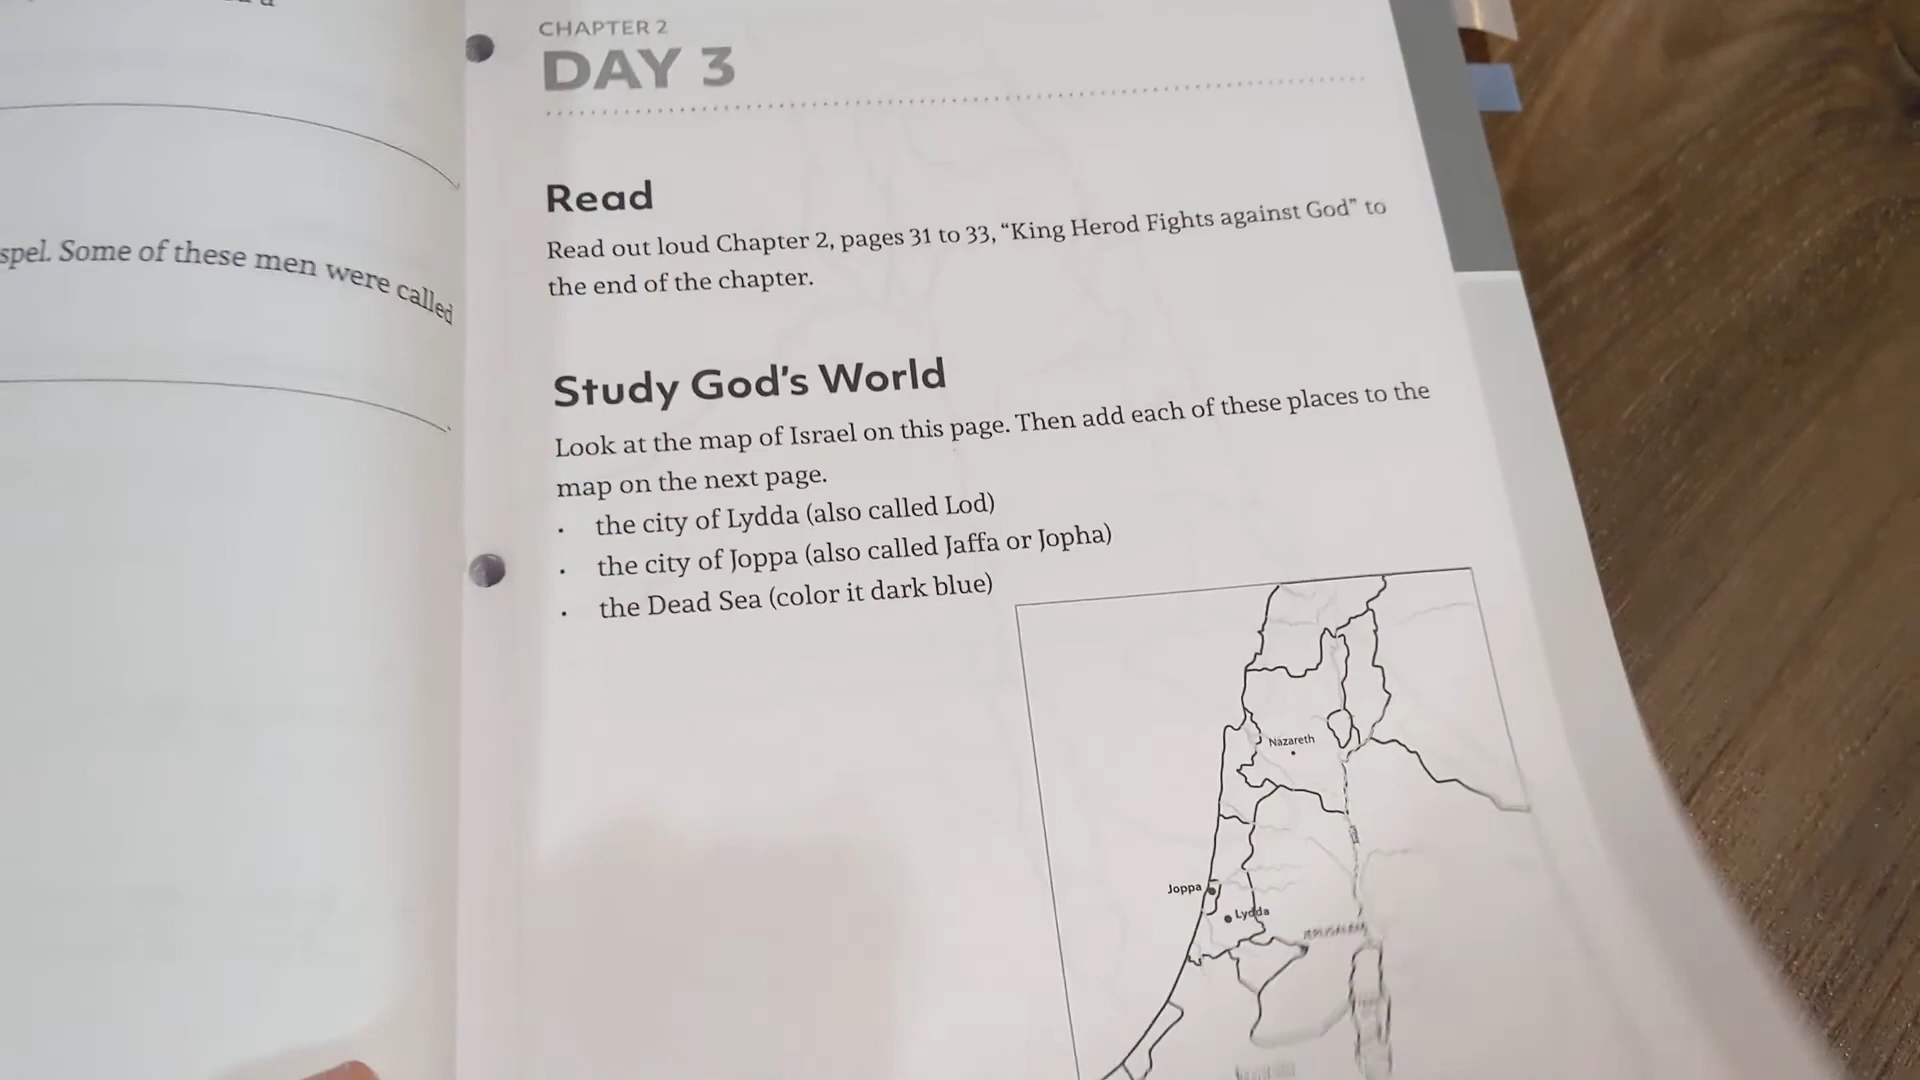 spel. Some of these men were called
CHAPTER 2
DAY 3
Read
Read out loud Chapter 2, pages 31 to 33, “King Herod Fights against God” to
the end of the chapter.
Study God's World
Look at the map of Israel on this page. Then add each of these places to the
map on the next page.
· the city of Lydda (also called Lod)
· the city of Joppa (also called Jaffa or Jopha)
· the Dead Sea (color it dark blue)
Nazareth
Joppa
Lydda
JERUSALEM